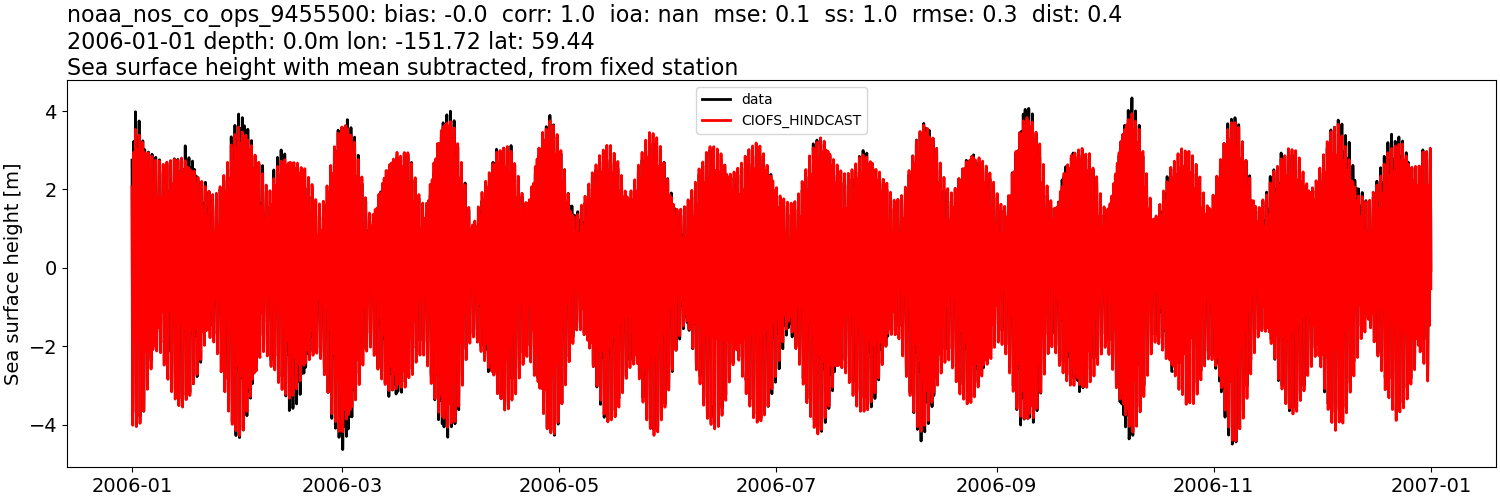 noaa_nos_co_ops_9455500: bias: -0.0  corr: 1.0  ioa: nan  mse: 0.1  ss: 1.0  rmse: 0.3  dist: 0.4
2006-01-01 depth: 0.0m lon: -151.72 lat: 59.44
Sea surface height with mean subtracted, from fixed station
data
CIOFS_HINDCAST
Sea surface height [m]
4
2
0
−2
−4
2006-01
2006-03
2006-05
2006-07
2006-09
2006-11
2007-01